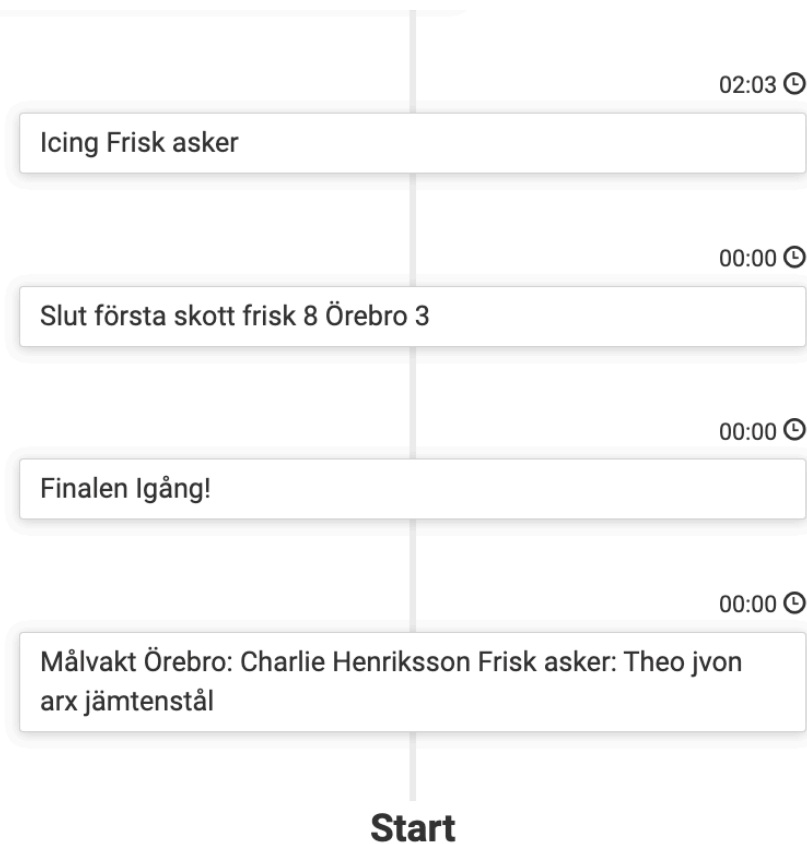 02:03
Icing Frisk asker
00:00
Slut första skott frisk 8 Örebro 3
00:00
Finalen Igång!
00:00
Målvakt Örebro: Charlie Henriksson Frisk asker: Theo jvon
arx jämtenstål
Start